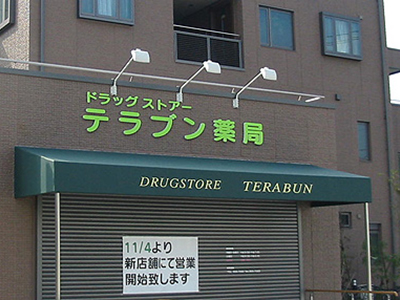 ドラッグ ストアー
テラブン薬局
DRUGSTORE TERABUN
11/4より
新店舗にて営業
開始致します